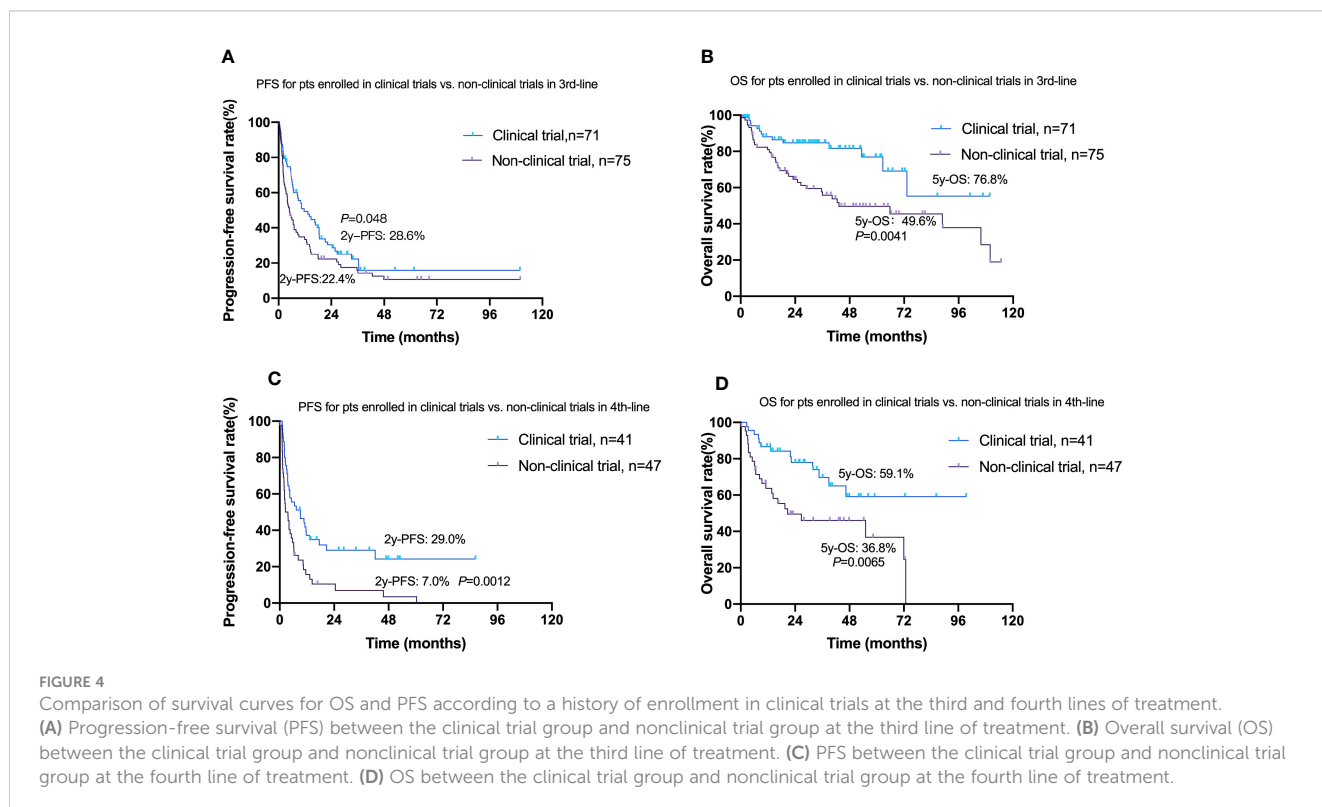 A
PFS for pts enrolled in clinical trials vs. non-clinical trials in 3rd-line
Progression-free survival rate(%)
100
80
60
40
20
0
Clinical trial,n=71
Non-clinical trial, n=75
P=0.048
2y-PFS: 28.6%
2y-PFS:22.4%
0 24 48 72 96 120
Time (months)
B
OS for pts enrolled in clinical trials vs. non-clinical trials in 3rd-line
Overall survival rate(%)
100
80
60
40
20
0
Clinical trial, n=71
Non-clinical trial, n=75
5y-OS: 76.8%
5y-OS: 49.6%
P=0.0041
0 24 48 72 96 120
Time (months)
C
PFS for pts enrolled in clinical trials vs. non-clinical trials in 4th-line
Progression-free survival rate(%)
100
80
60
40
20
0
Clinical trial, n=41
Non-clinical trial, n=47
2y-PFS: 29.0%
2y-PFS: 7.0% P=0.0012
0 24 48 72 96 120
Time (months)
D
OS for pts enrolled in clinical trials vs. non-clinical trials in 4th-line
Overall survival rate(%)
100
80
60
40
20
0
Clinical trial, n=41
Non-clinical trial, n=47
5y-OS: 59.1%
5y-OS: 36.8%
P=0.0065
0 24 48 72 96 120
Time (months)
FIGURE 4
Comparison of survival curves for OS and PFS according to a history of enrollment in clinical trials at the third and fourth lines of treatment.
(A) Progression-free survival (PFS) between the clinical trial group and nonclinical trial group at the third line of treatment. (B) Overall survival (OS)
between the clinical trial group and nonclinical trial group at the third line of treatment. (C) PFS between the clinical trial group and nonclinical trial
group at the fourth line of treatment. (D) OS between the clinical trial group and nonclinical trial group at the fourth line of treatment.